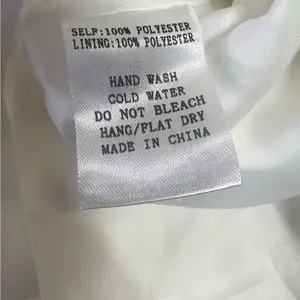 SELF:100% POLYESTER
LINING:100% POLYESTER
HAND WASH
COLD WATER
DO NOT BLEACH
HANG/FLAT DRY
MADE IN CHINA